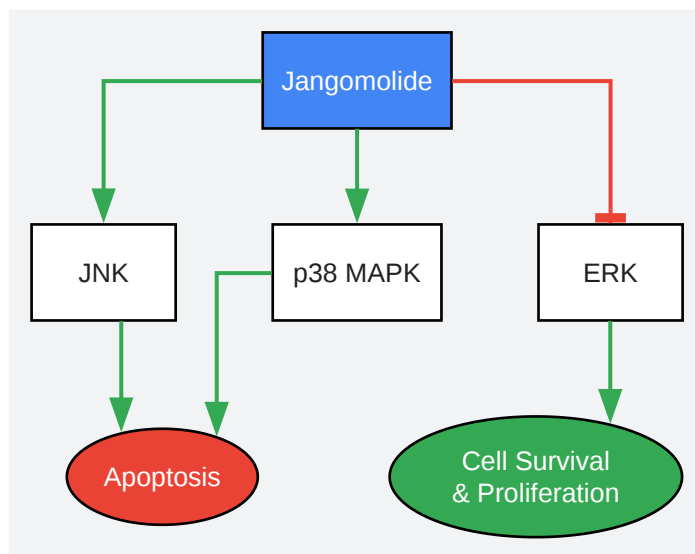 Jangomolide
JNK
p38 MAPK
ERK
Apoptosis
Cell Survival
& Proliferation